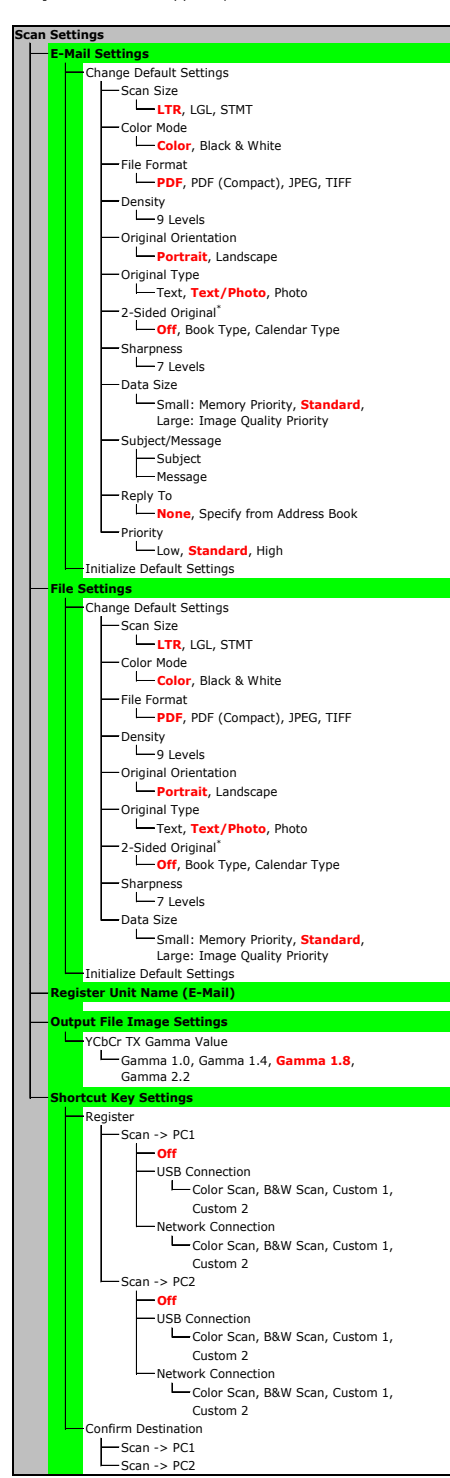 Scan Settings
E-Mail Settings
Change Default Settings
Scan Size
LTR, LGL, STMT
Color Mode
Color, Black & White
File Format
PDF, PDF (Compact), JPEG, TIFF
Density
9 Levels
Original Orientation
Portrait, Landscape
Original Type
Text, Text/Photo, Photo
2-Sided Original*
Off, Book Type, Calendar Type
Sharpness
7 Levels
Data Size
Small: Memory Priority, Standard,
Large: Image Quality Priority
Subject/Message
Subject
Message
Reply To
None, Specify from Address Book
Priority
Low, Standard, High
Initialize Default Settings
File Settings
Change Default Settings
Scan Size
LTR, LGL, STMT
Color Mode
Color, Black & White
File Format
PDF, PDF (Compact), JPEG, TIFF
Density
9 Levels
Original Orientation
Portrait, Landscape
Original Type
Text, Text/Photo, Photo
2-Sided Original*
Off, Book Type, Calendar Type
Sharpness
7 Levels
Data Size
Small: Memory Priority, Standard,
Large: Image Quality Priority
Initialize Default Settings
Register Unit Name (E-Mail)
Output File Image Settings
YCbCr TX Gamma Value
Gamma 1.0, Gamma 1.4, Gamma 1.8,
Gamma 2.2
Shortcut Key Settings
Register
Scan -> PC1
Off
USB Connection
Color Scan, B&W Scan, Custom 1,
Custom 2
Network Connection
Color Scan, B&W Scan, Custom 1,
Custom 2
Scan -> PC2
Off
USB Connection
Color Scan, B&W Scan, Custom 1,
Custom 2
Network Connection
Color Scan, B&W Scan, Custom 1,
Custom 2
Confirm Destination
Scan -> PC1
Scan -> PC2